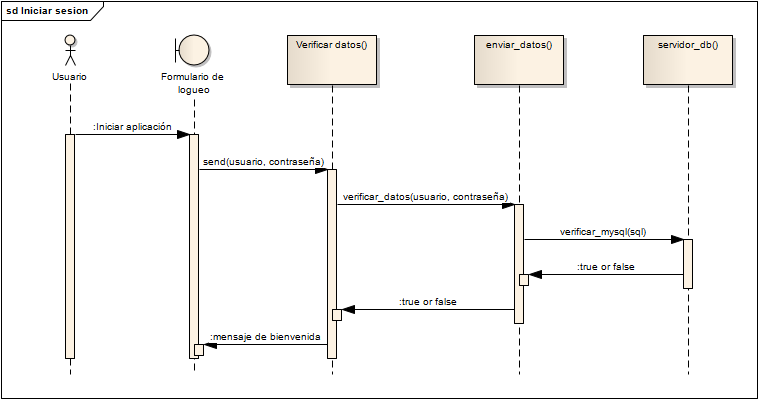 sd Iniciar sesion
Usuario
Formulario de
logueo
Verificar datos()
enviar_datos()
servidor_db()
:Iniciar aplicación
send(usuario, contraseña)
verificar_datos(usuario, contraseña)
verificar_mysql(sql)
:true or false
:true or false
:mensaje de bienvenida